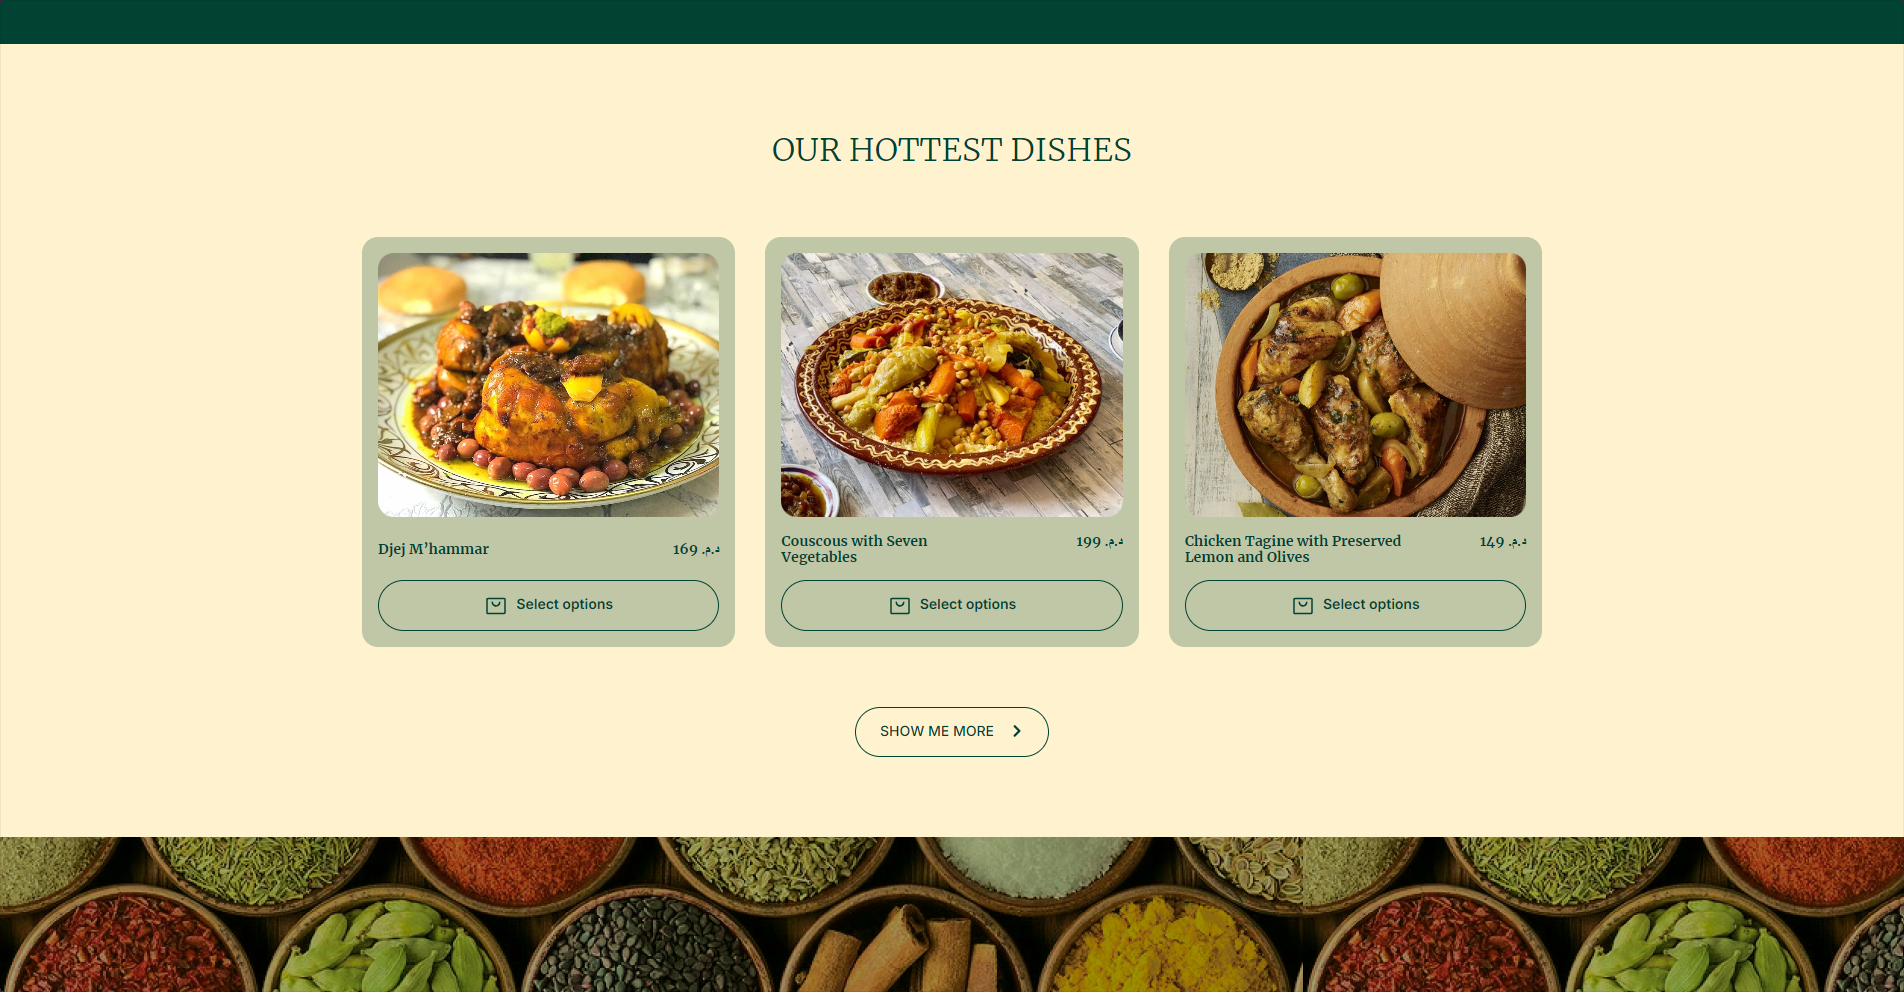 OUR HOTTEST DISHES
Djej M’hammar
169 د.م.
Couscous with Seven
Vegetables
199 د.م.
Chicken Tagine with Preserved
Lemon and Olives
149 د.م.
Select options
Select options
Select options
SHOW ME MORE